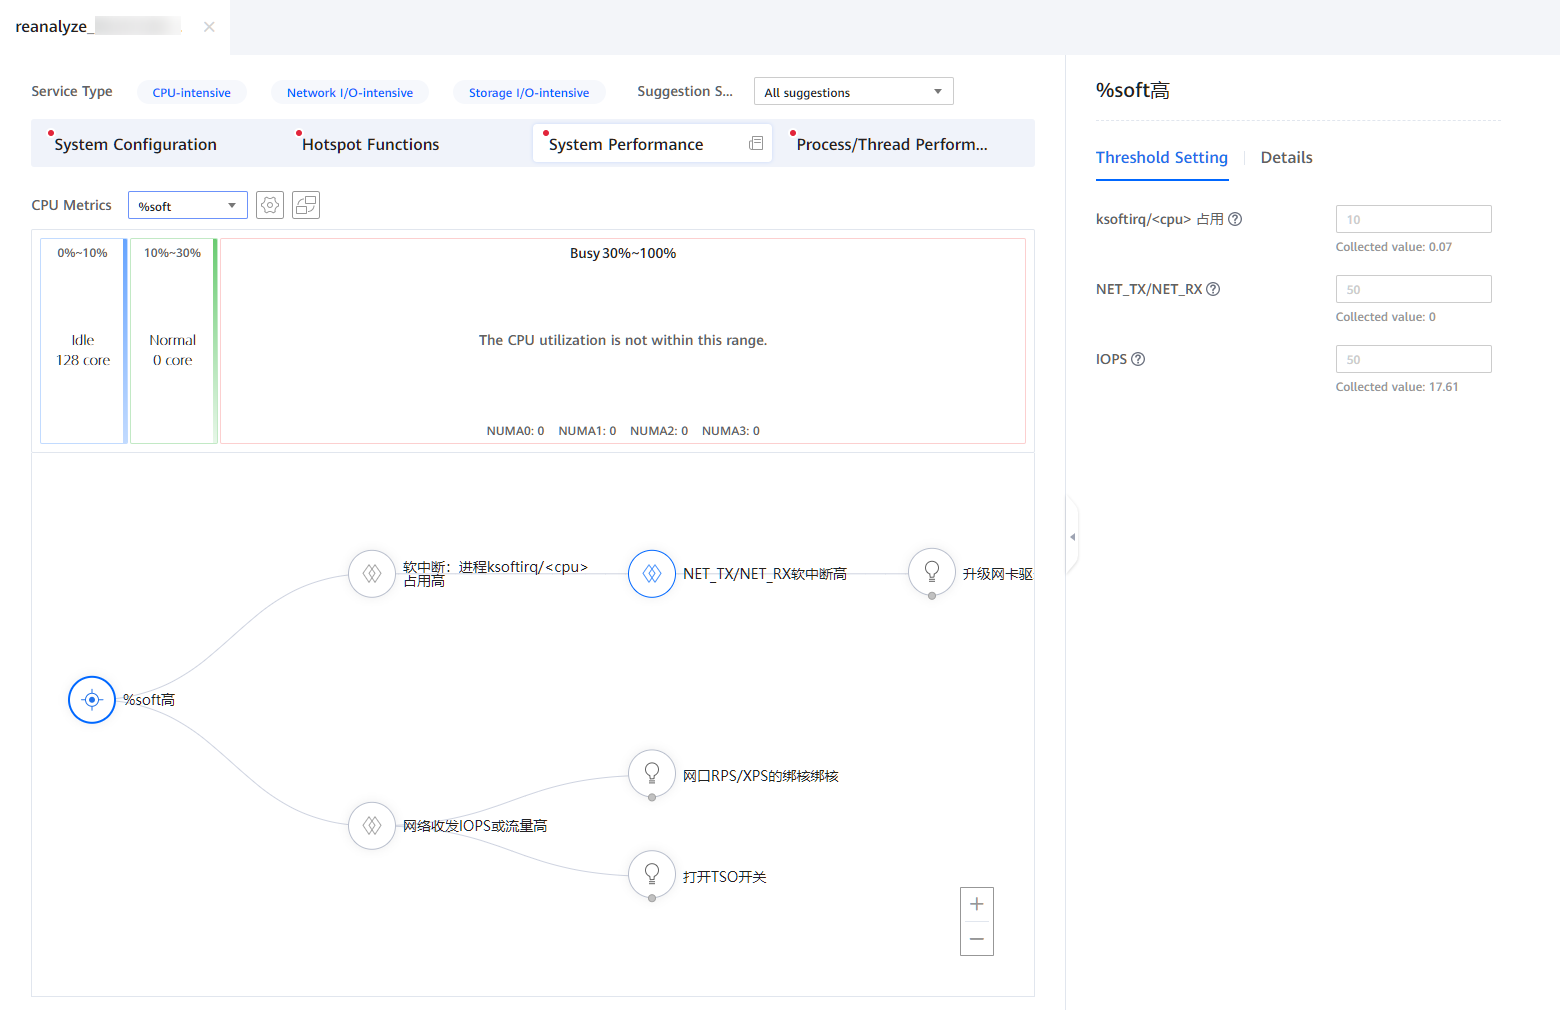 reanalyze_
Service Type
CPU-intensive
Network I/O-intensive
Storage I/O-intensive
Suggestion S...
All suggestions
System Configuration
Hotspot Functions
System Performance
Process/Thread Perform...
CPU Metrics
%soft
0%~10%
10%~30%
Busy 30%~100%
Idle
128 core
Normal
0 core
The CPU utilization is not within this range.
NUMA0: 0 NUMA1: 0 NUMA2: 0 NUMA3: 0
软中断：进程ksoftirq/<cpu>
占用高
NET_TX/NET_RX软中断高
升级网卡驱
%soft高
网口RPS/XPS的绑核绑核
网络收发IOPS或流量高
打开TSO开关
%soft高
Threshold Setting
Details
ksoftirq/<cpu> 占用
10
Collected value: 0.07
NET_TX/NET_RX
50
Collected value: 0
IOPS
50
Collected value: 17.61